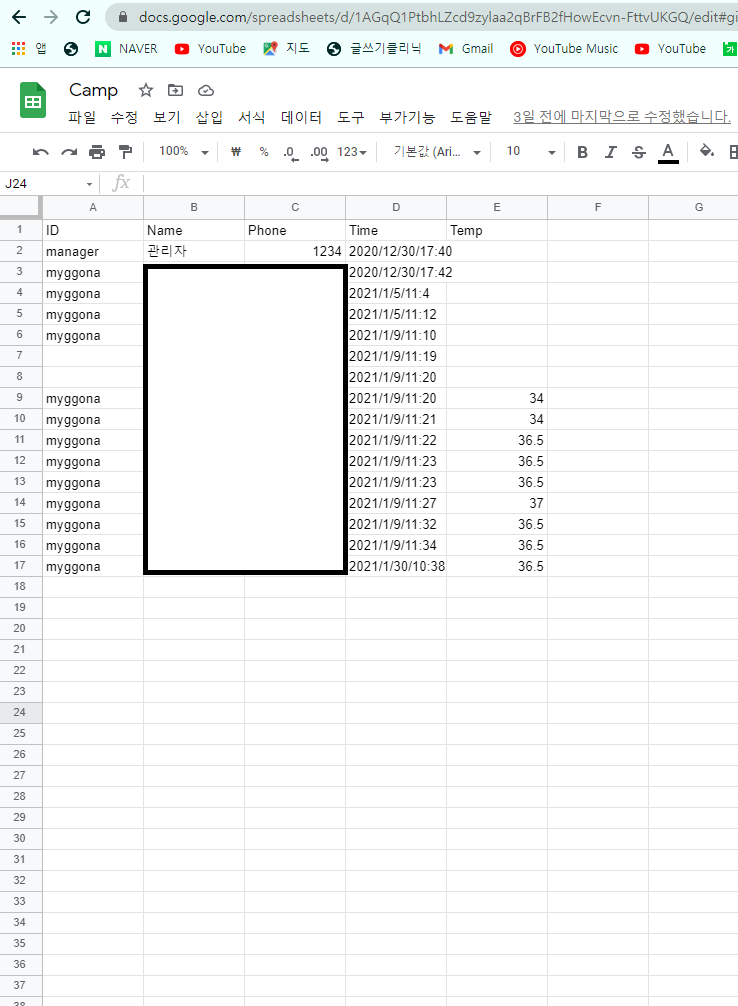 docs.google.com/spreadsheets/d/1AGqQ1PtbhLZcd9zylaa2qBrFB2fHowEcvn-FttvUKGQ/edit#gi
앱 N NAVER YouTube 지도 글쓰기클리닉 Gmail YouTube Music YouTube 가
Camp
파일 수정 보기 삽입 서식 데이터 도구 부가기능 도움말 3일 전에 마지막으로 수정했습니다.
100% ₩ % .0 .00 123 기본값 (Ari... 10 B I S A
J24 fx
A B C D E F G
1 ID Name Phone Time Temp
2 manager 관리자 1234 2020/12/30/17:40
3 myggona 2020/12/30/17:42
4 myggona 2021/1/5/11:4
5 myggona 2021/1/5/11:12
6 myggona 2021/1/9/11:10
7 2021/1/9/11:19
8 2021/1/9/11:20
9 myggona 2021/1/9/11:20 34
10 myggona 2021/1/9/11:21 34
11 myggona 2021/1/9/11:22 36.5
12 myggona 2021/1/9/11:23 36.5
13 myggona 2021/1/9/11:23 36.5
14 myggona 2021/1/9/11:27 37
15 myggona 2021/1/9/11:32 36.5
16 myggona 2021/1/9/11:34 36.5
17 myggona 2021/1/30/10:38 36.5
18
19
20
21
22
23
24
25
26
27
28
29
30
31
32
33
34
35
36
37
38